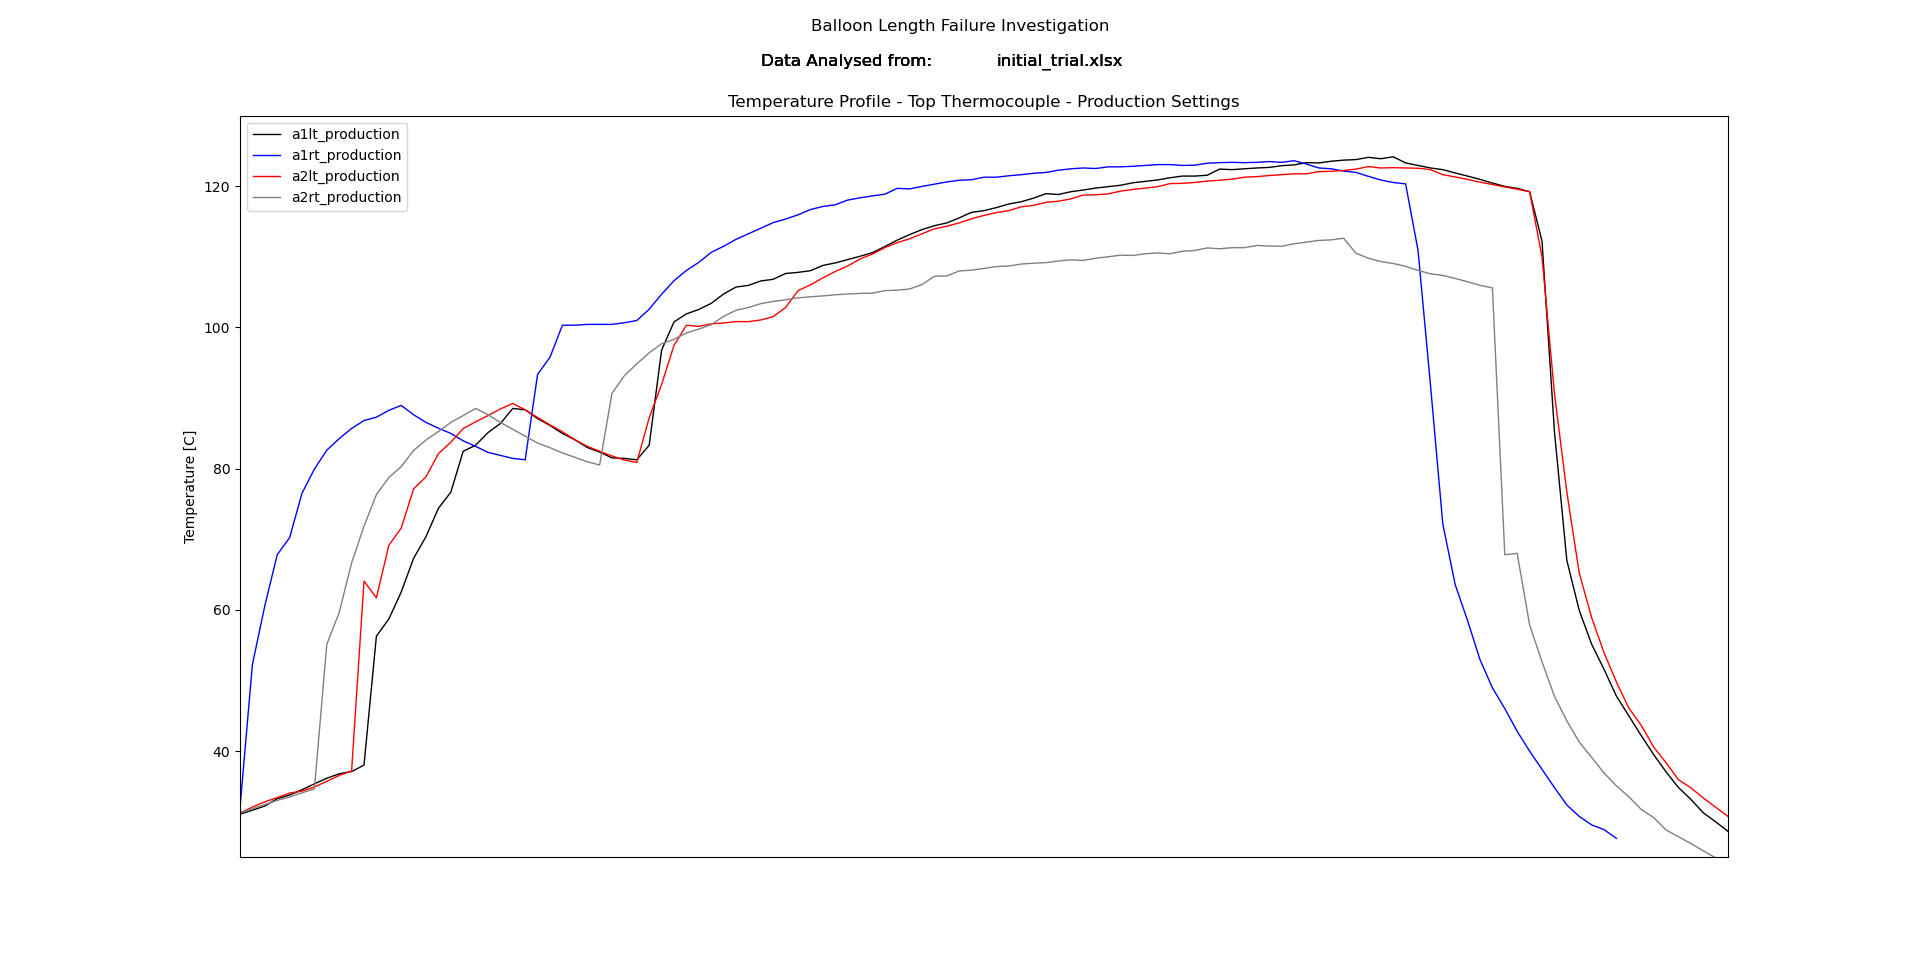 Balloon Length Failure Investigation
Data Analysed from: initial_trial.xlsx
Temperature Profile - Top Thermocouple - Production Settings
a1lt_production
a1rt_production
a2lt_production
a2rt_production
120
100
80
60
40
Temperature [C]